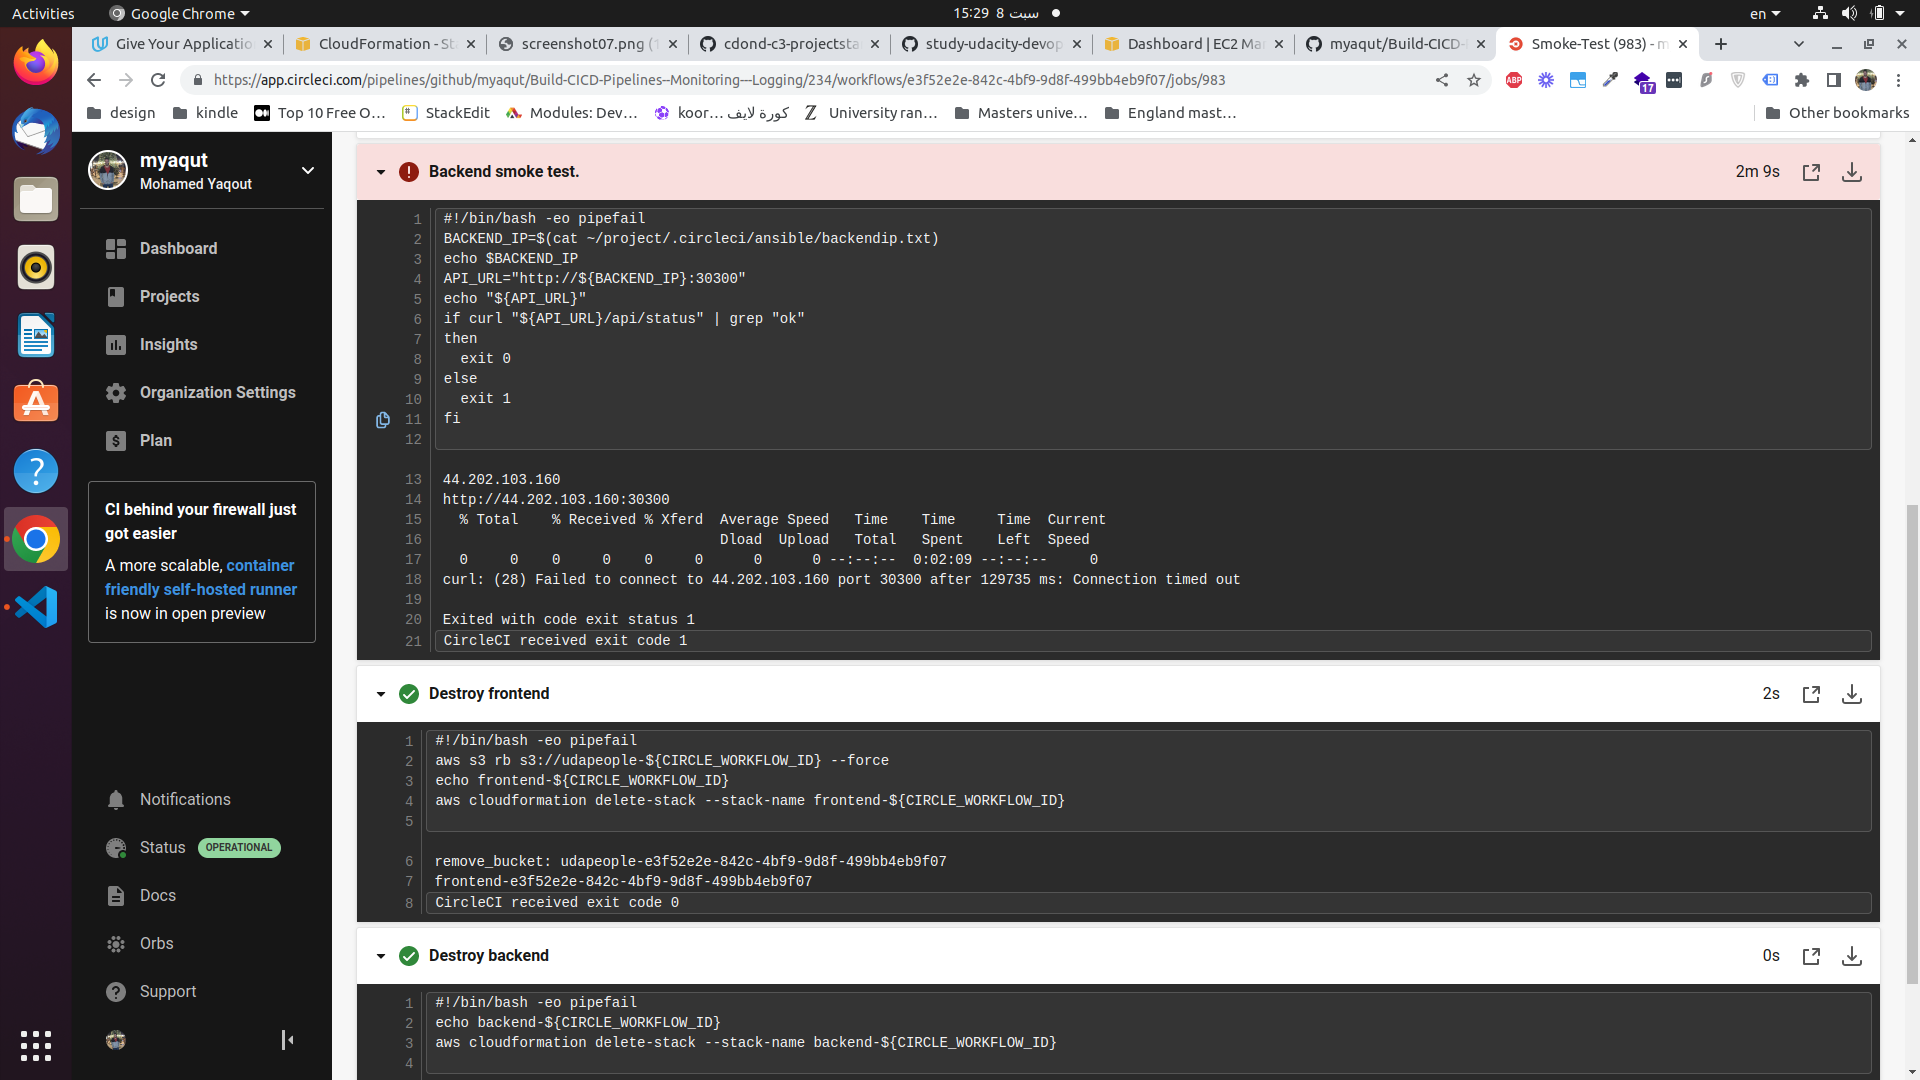 Activities
Google Chrome
15:29 8 سبت
en
Give Your Applicatio
CloudFormation - St
screenshot07.png (1
cdond-c3-projectsta
study-udacity-devop
Dashboard | EC2 Ma
myaqut/Build-CICD-
Smoke-Test (983) - m
https://app.circleci.com/pipelines/github/myaqut/Build-CICD-Pipelines--Monitoring---Logging/234/workflows/e3f52e2e-842c-4bf9-9d8f-499bb4eb9f07/jobs/983
ABP
17
design
kindle
Top 10 Free O…
StackEdit
Modules: Dev…
koor… كورة لايف
University ran…
Masters unive…
England mast…
Other bookmarks
myaqut
Mohamed Yaqout
Dashboard
Projects
Insights
Organization Settings
Plan
CI behind your firewall just
got easier
A more scalable, container
friendly self-hosted runner
is now in open preview
Notifications
Status OPERATIONAL
Docs
Orbs
Support
Backend smoke test.
2m 9s
1 #!/bin/bash -eo pipefail
2 BACKEND_IP=$(cat ~/project/.circleci/ansible/backendip.txt)
3 echo $BACKEND_IP
4 API_URL="http://${BACKEND_IP}:30300"
5 echo "${API_URL}"
6 if curl "${API_URL}/api/status" | grep "ok"
7 then
8   exit 0
9 else
10   exit 1
11 fi
12
13 44.202.103.160
14 http://44.202.103.160:30300
15   % Total    % Received % Xferd  Average Speed   Time    Time     Time  Current
16                                  Dload  Upload   Total   Spent    Left  Speed
17   0     0    0     0    0     0      0      0 --:--:--  0:02:09 --:--:--     0
18 curl: (28) Failed to connect to 44.202.103.160 port 30300 after 129735 ms: Connection timed out
19
20 Exited with code exit status 1
21 CircleCI received exit code 1
Destroy frontend
2s
1 #!/bin/bash -eo pipefail
2 aws s3 rb s3://udapeople-${CIRCLE_WORKFLOW_ID} --force
3 echo frontend-${CIRCLE_WORKFLOW_ID}
4 aws cloudformation delete-stack --stack-name frontend-${CIRCLE_WORKFLOW_ID}
5
6 remove_bucket: udapeople-e3f52e2e-842c-4bf9-9d8f-499bb4eb9f07
7 frontend-e3f52e2e-842c-4bf9-9d8f-499bb4eb9f07
8 CircleCI received exit code 0
Destroy backend
0s
1 #!/bin/bash -eo pipefail
2 echo backend-${CIRCLE_WORKFLOW_ID}
3 aws cloudformation delete-stack --stack-name backend-${CIRCLE_WORKFLOW_ID}
4